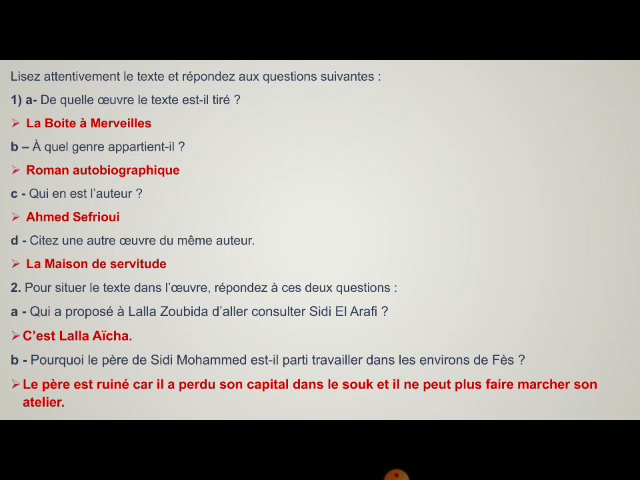 Lisez attentivement le texte et répondez aux questions suivantes :
1) a- De quelle œuvre le texte est-il tiré ?
➢ La Boite à Merveilles
b – À quel genre appartient-il ?
➢ Roman autobiographique
c - Qui en est l’auteur ?
➢ Ahmed Sefrioui
d - Citez une autre œuvre du même auteur.
➢ La Maison de servitude
2. Pour situer le texte dans l’œuvre, répondez à ces deux questions :
a - Qui a proposé à Lalla Zoubida d’aller consulter Sidi El Arafi ?
➢C’est Lalla Aïcha.
b - Pourquoi le père de Sidi Mohammed est-il parti travailler dans les environs de Fès ?
➢Le père est ruiné car il a perdu son capital dans le souk et il ne peut plus faire marcher son
atelier.